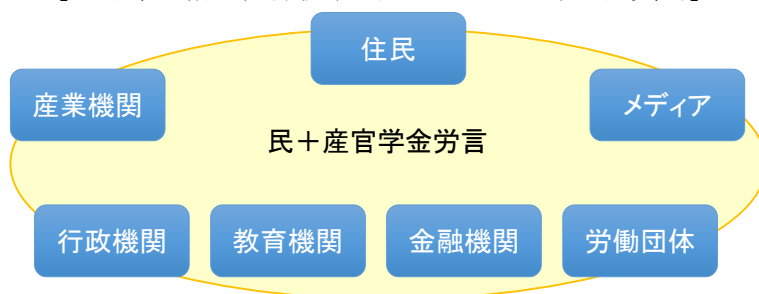 住民
産業機関
メディア
民＋産官学金労言
行政機関
教育機関
金融機関
労働団体